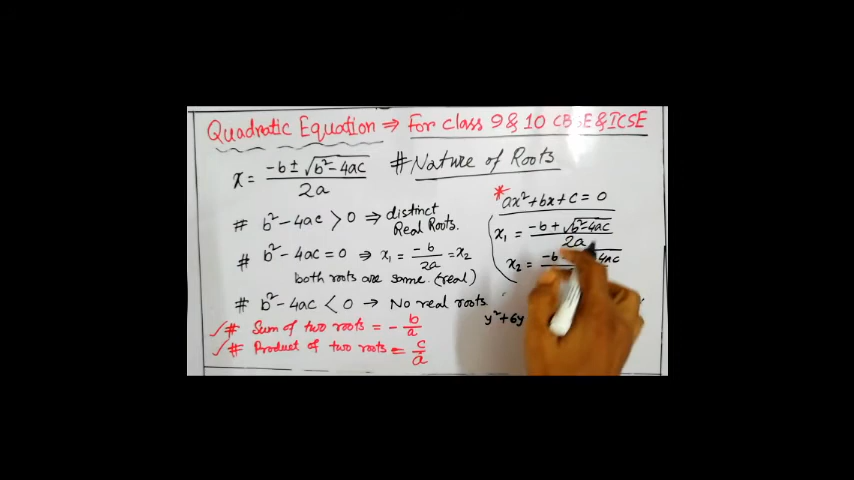 Quadratic Equation ⇒ For class 9 & 10 CBSE & ICSE
x = (-b ± √(b²-4ac)) / 2a
# Nature of Roots
# b²-4ac > 0 ⇒ distinct Real Roots.
# b²-4ac = 0 ⇒ x₁ = -b/2a = x₂
both roots are same. (real)
# b²-4ac < 0 → No real roots.
✓# Sum of two roots = - b/a
✓# Product of two roots = c/a
* ax²+bx+c = 0
x₁ = (-b + √(b²-4ac)) / 2a
x₂ = -b 4ac
y²+6y